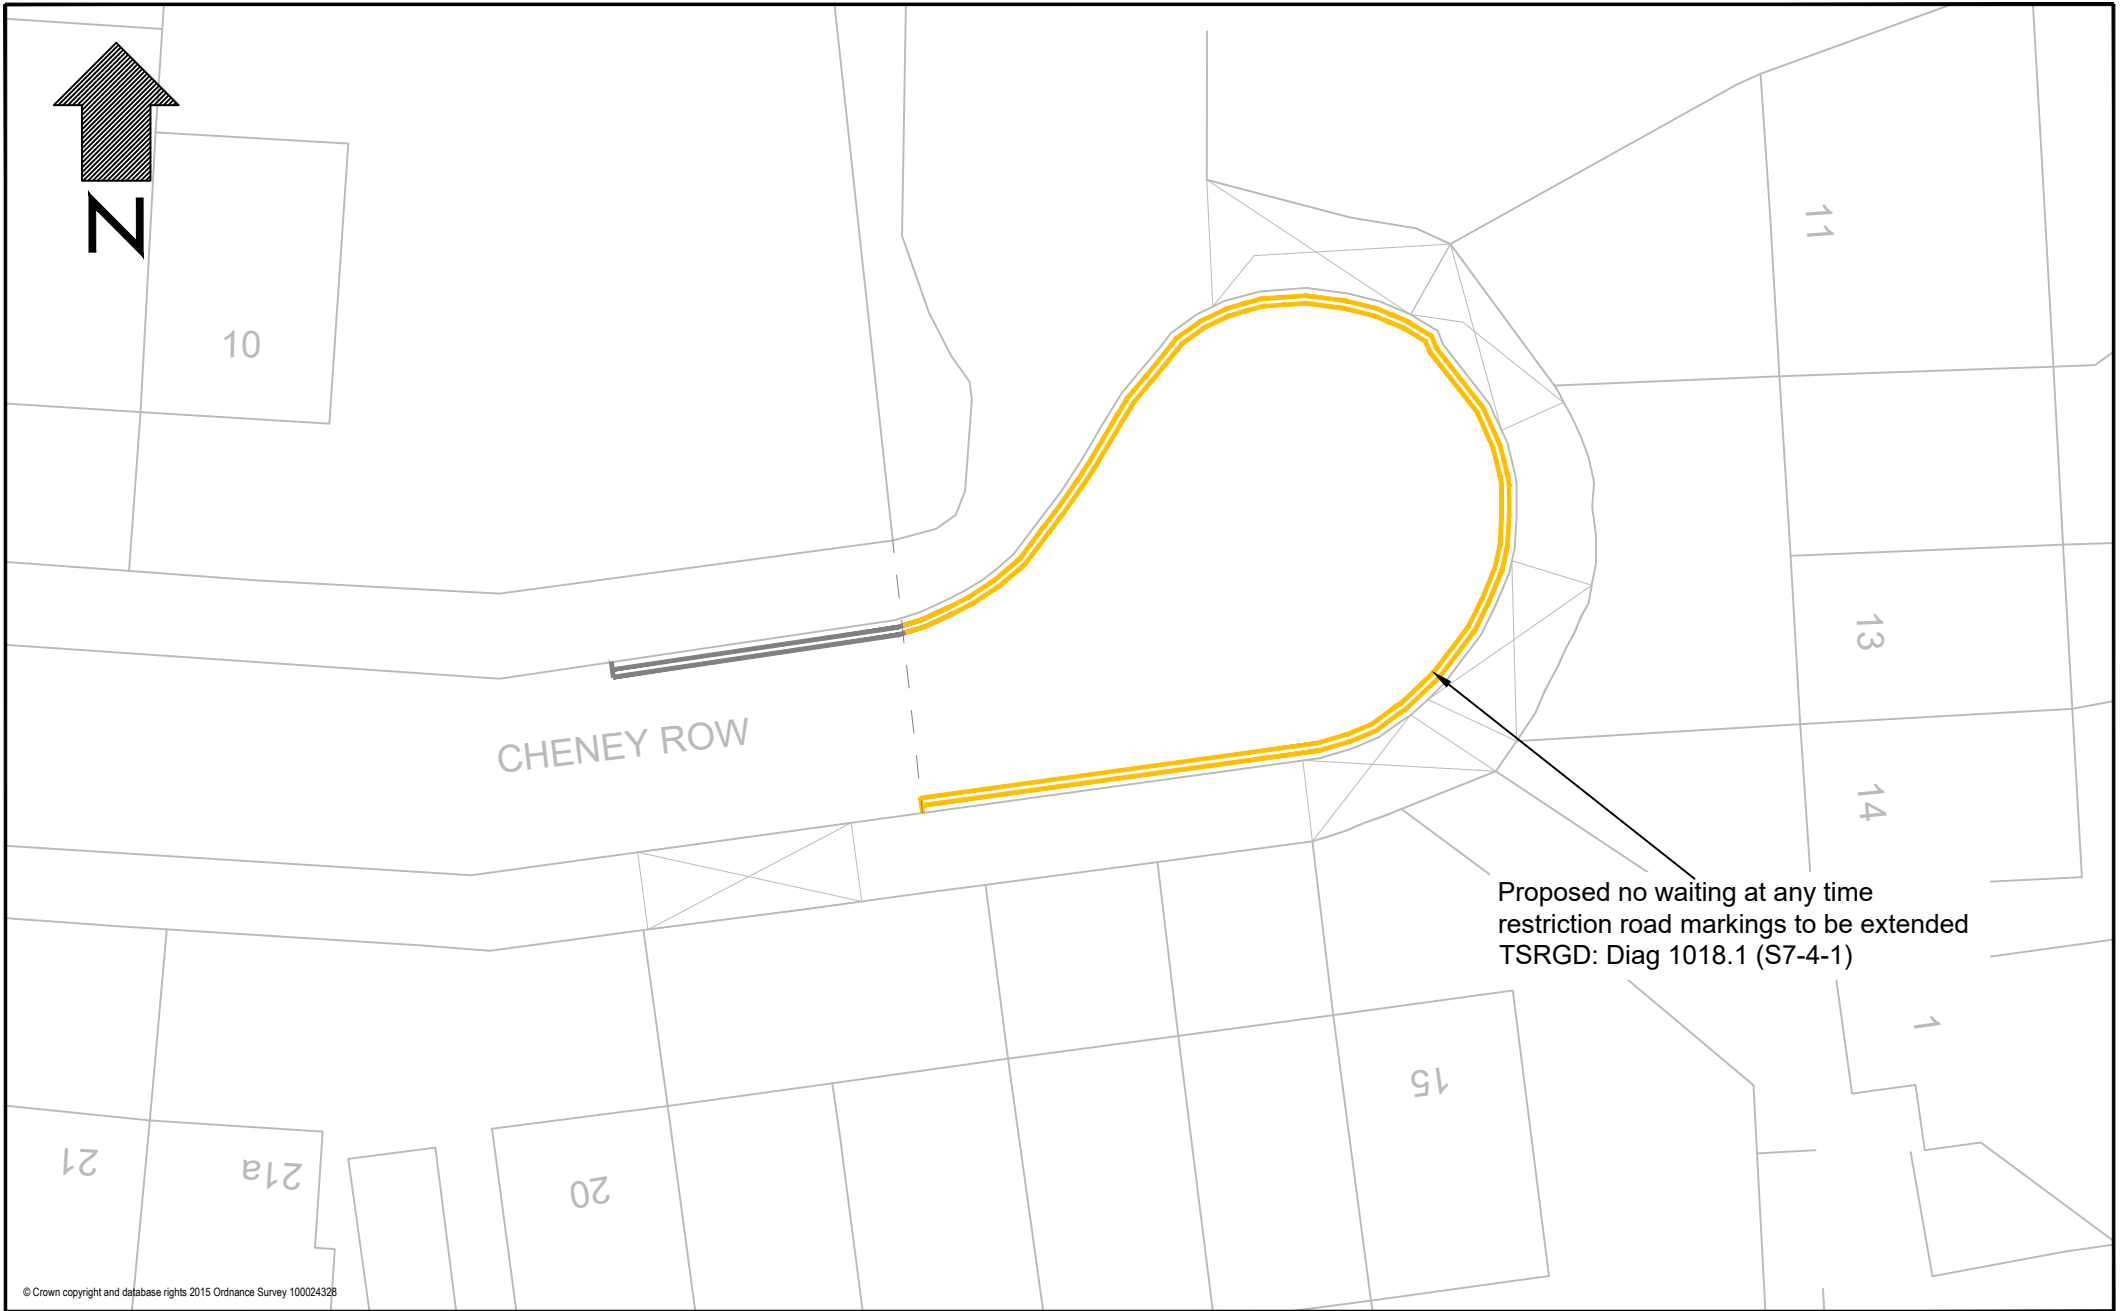 N
10
11
13
CHENEY ROW
14
Proposed no waiting at any time
restriction road markings to be extended
TSRGD: Diag 1018.1 (S7-4-1)
1
15
21
21a
20
© Crown copyright and database rights 2015 Ordnance Survey 100024328